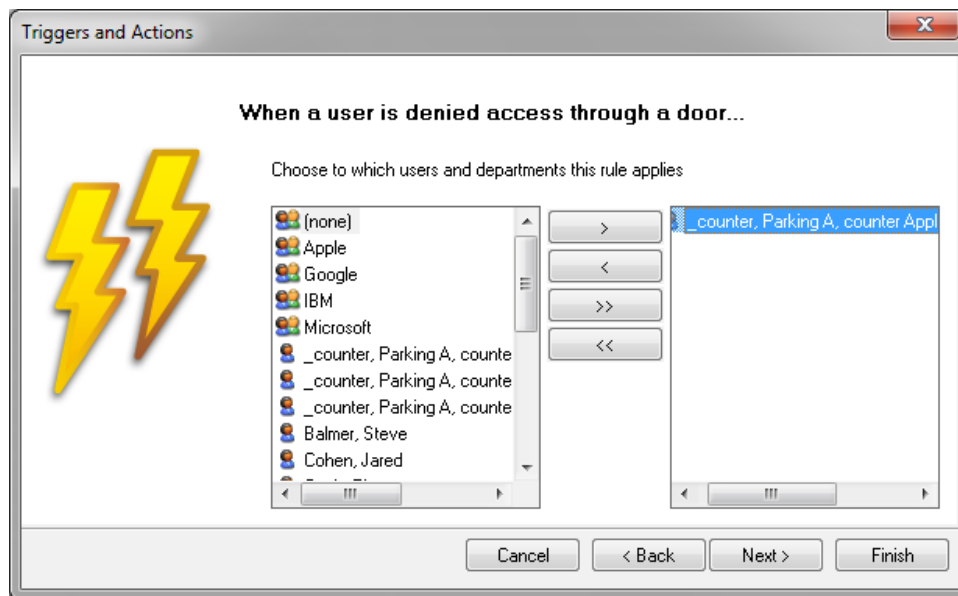 Triggers and Actions
When a user is denied access through a door...
Choose to which users and departments this rule applies
(none)
Apple
Google
IBM
Microsoft
_counter, Parking A, counte
_counter, Parking A, counte
_counter, Parking A, counte
Balmer, Steve
Cohen, Jared
>
<
>>
<<
_counter, Parking A, counter Appl
Cancel
< Back
Next >
Finish